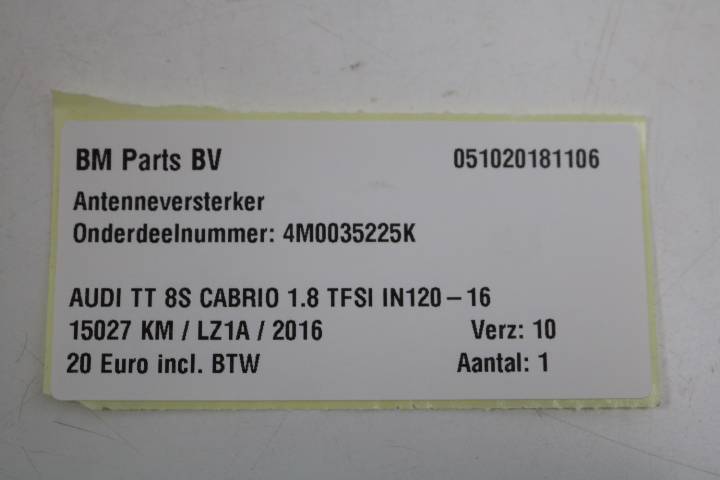 BM Parts BV 051020181106
Antenneversterker
Onderdeelnummer: 4M0035225K
AUDI TT 8S CABRIO 1.8 TFSI IN120 – 16
15027 KM / LZ1A / 2016 Verz: 10
20 Euro incl. BTW Aantal: 1